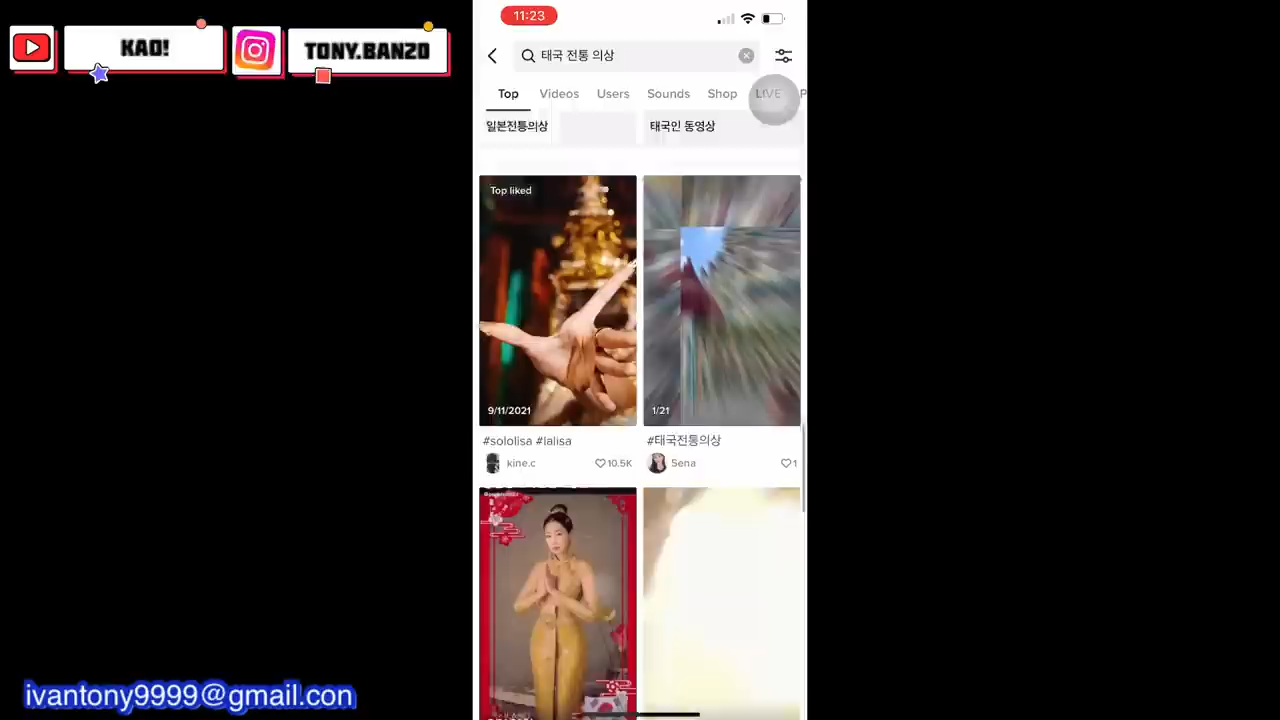 KAO!
TONY.BANZO
11:23
태국 전통 의상
Top Videos Users Sounds Shop LIVE P
일본전통의상
태국인 동영상
Top liked
9/11/2021
1/21
#sololisa #lalisa
#태국전통의상
kine.c
10.5K
Sena
1
ivantony9999@gmail.con